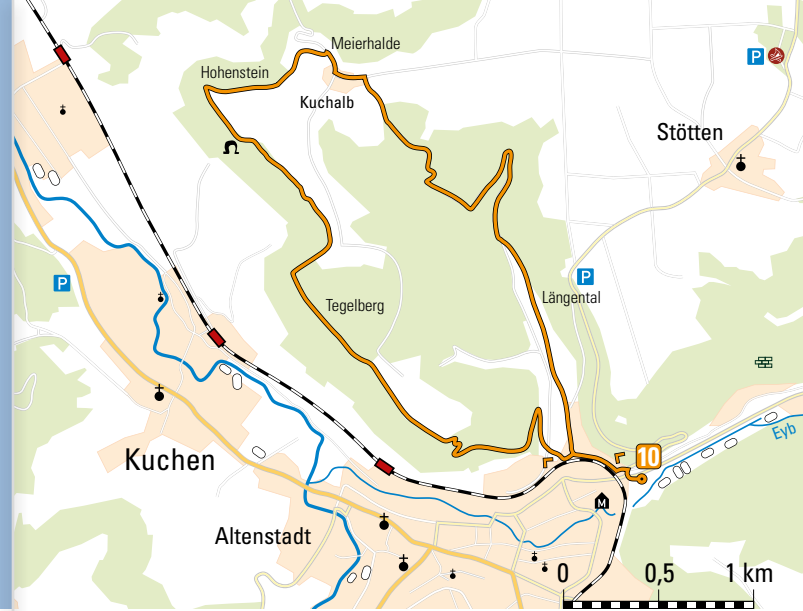 Meierhalde
Hohenstein
P
Kuchalb
Stötten
P
P
Längental
Tegelberg
Eyb
10
Kuchen
M
Altenstadt
0 0,5 1 km